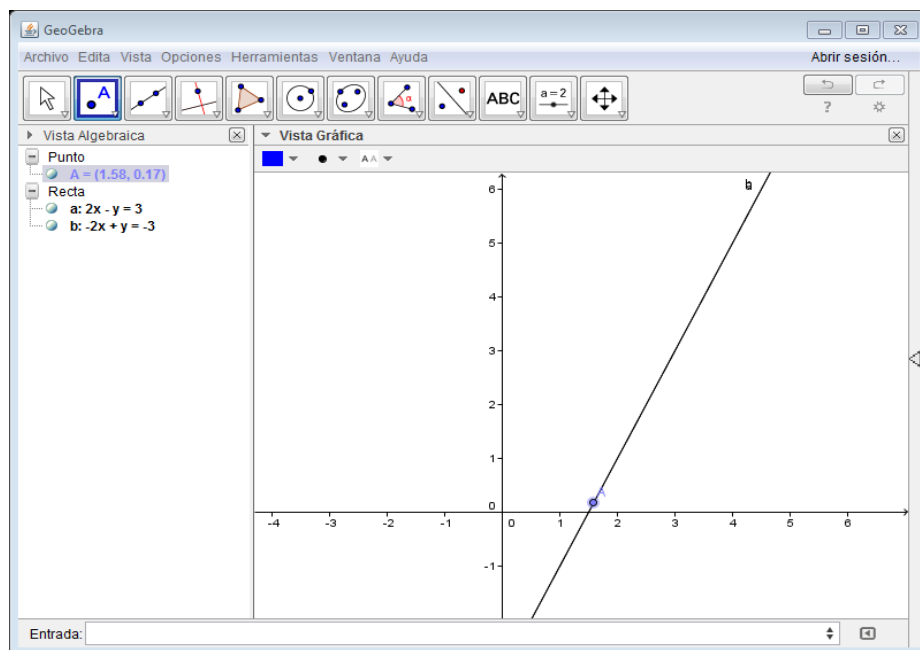 GeoGebra
Archivo Edita Vista Opciones Herramientas Ventana Ayuda
Abrir sesión...
A α ABC a=2
?
Vista Algebraica
Vista Gráfica
Punto
A = (1.58, 0.17)
Recta
a: 2x - y = 3
b: -2x + y = -3
A A
b
6
5
4
3
2
1
0
-1
A
-4 -3 -2 -1 0 1 2 3 4 5 6
Entrada: